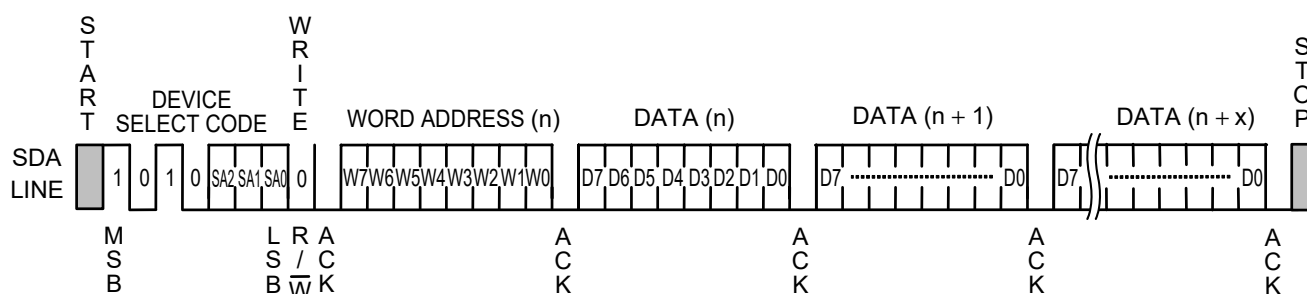 START
WRITE
STOP
DEVICE
SELECT CODE
WORD ADDRESS (n)
DATA (n)
DATA (n + 1)
DATA (n + x)
SDA
LINE
1 0 1 0 SA2 SA1 SA0 0
W7 W6 W5 W4 W3 W2 W1 W0
D7 D6 D5 D4 D3 D2 D1 D0
D7 D0
D7 D0
MSB
LSB
R/W
ACK
ACK
ACK
ACK
ACK